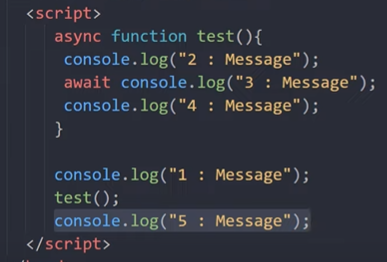 <script>
async function test(){
console.log("2 : Message");
await console.log("3 : Message");
console.log("4 : Message");
}
console.log("1 : Message");
test();
console.log("5 : Message");
</script>